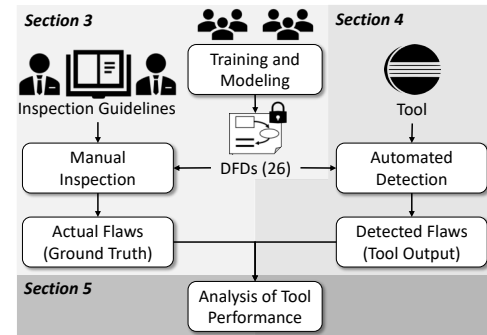 Section 3
Section 4
Training and
Modeling
Inspection Guidelines
Tool
Manual
Inspection
DFDs (26)
Automated
Detection
Actual Flaws
(Ground Truth)
Detected Flaws
(Tool Output)
Section 5
Analysis of Tool
Performance